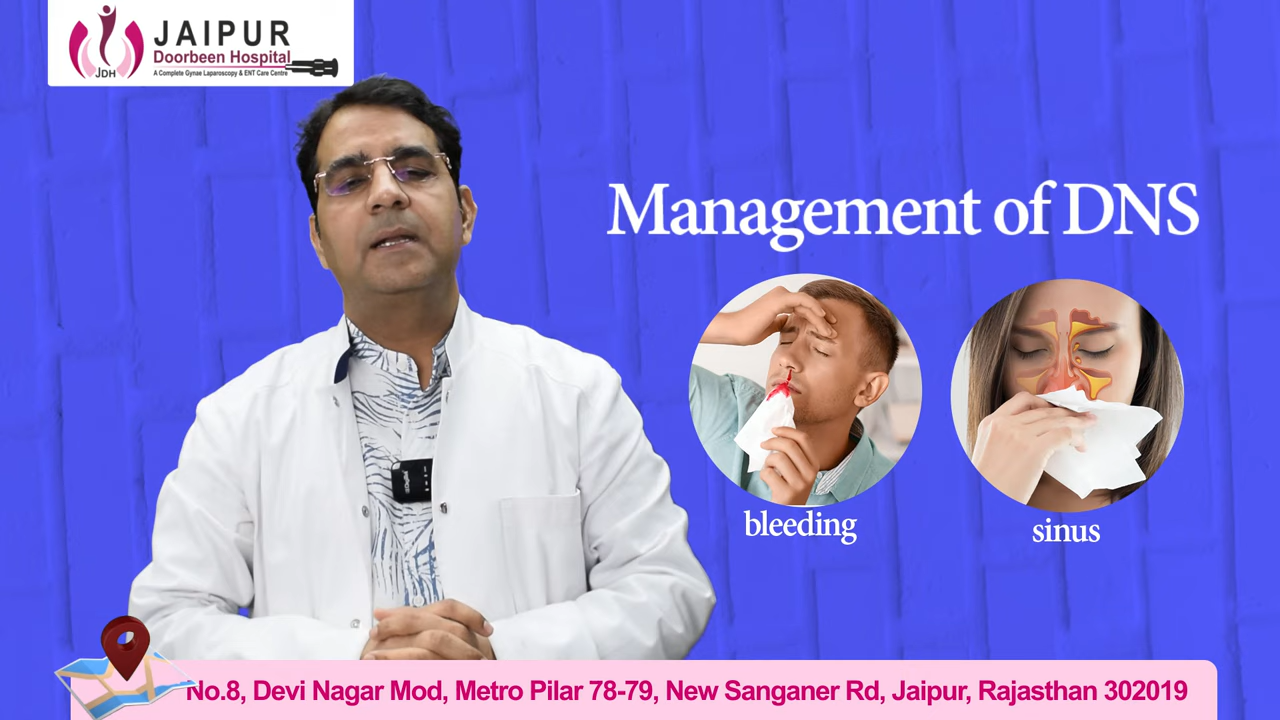 JAIPUR
Doorbeen Hospital
A Complete Gynae Laparoscopy & ENT Care Centre
JDH
Management of DNS
bleeding
sinus
No.8, Devi Nagar Mod, Metro Pilar 78-79, New Sanganer Rd, Jaipur, Rajasthan 302019